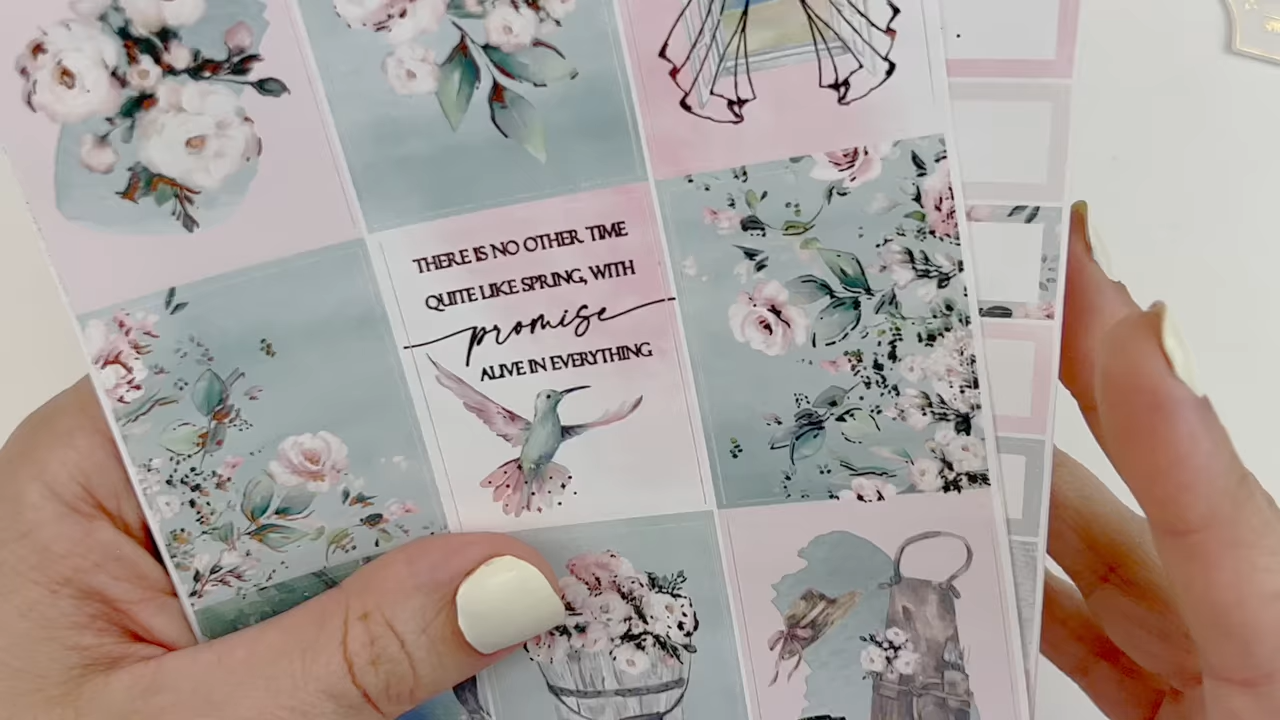 THERE IS NO OTHER TIME
QUITE LIKE SPRING, WITH
promise
ALIVE IN EVERYTHING